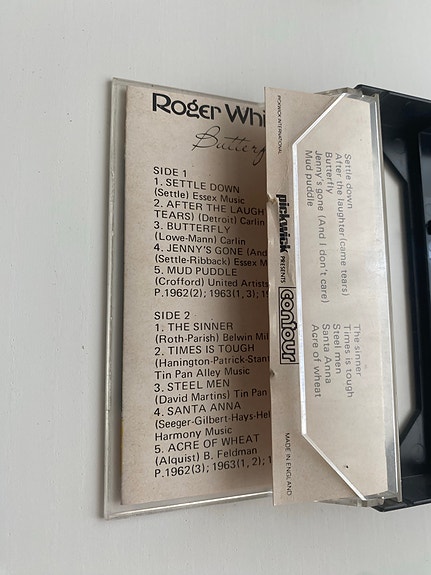 Roger Whi
Butterf
SIDE 1
1. SETTLE DOWN
(Settle) Essex Music
2. AFTER THE LAUGH
TEARS) (Detroit) Carlin
3. BUTTERFLY
(Lowe-Mann) Carlin
4. JENNY'S GONE (And
(Settle-Ribback) Essex M
5. MUD PUDDLE
(Crofford) United Artists
P.1962(2); 1963(1,3); 1
SIDE 2
1. THE SINNER
(Roth-Parish) Belwin Mil
2. TIMES IS TOUGH
(Hanington-Patrick-Stan
Tin Pan Alley Music
3. STEEL MEN
(David Martins) Tin Pan
4. SANTA ANNA
(Seeger-Gilbert-Hays-Hel
Harmony Music
5. ACRE OF WHEAT
(Alquist) B. Feldman
P.1962(3); 1963(1,2); 1
PICKWICK INTERNATIONAL
pickwick PRESENTS contour
MADE IN ENGLAND
Settle down
After the laughter (came tears)
Butterfly
Jenny's gone (And I don't care)
Mud puddle
The sinner
Times is tough
Steel men
Santa Anna
Acre of wheat